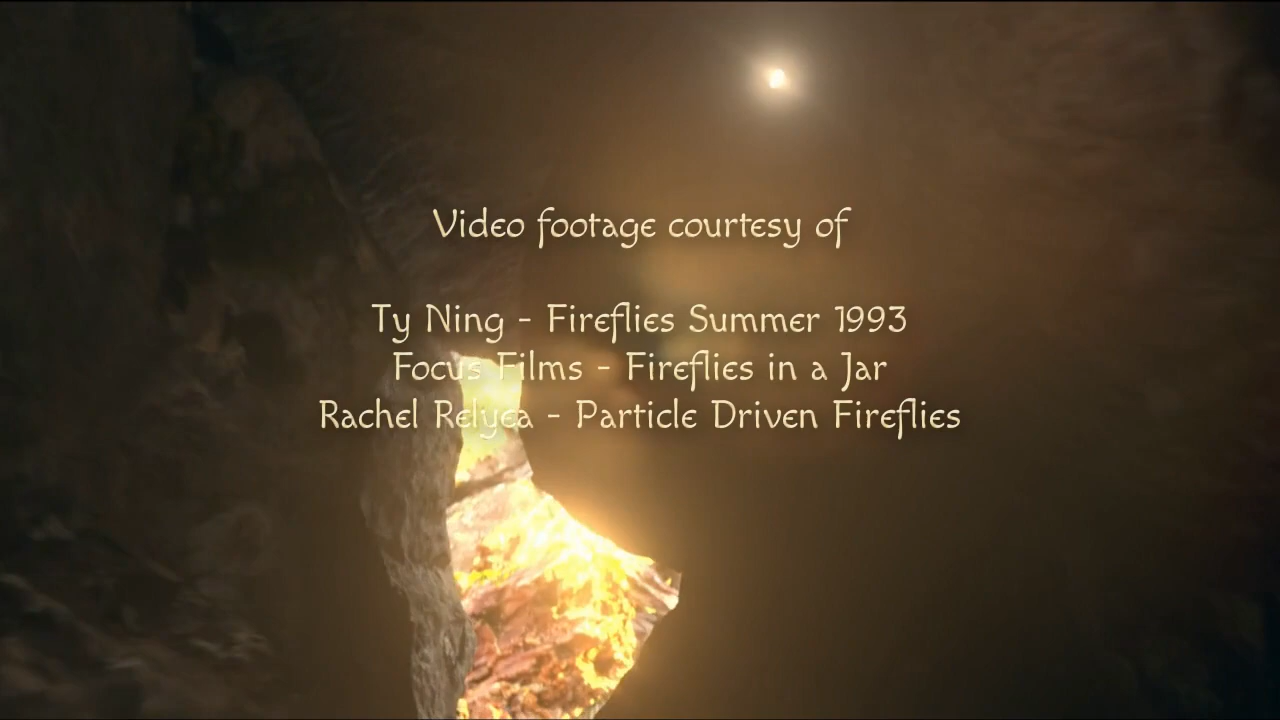 Video footage courtesy of
Ty Ning - Fireflies Summer 1993
Focus Films - Fireflies in a Jar
Rachel Relyea - Particle Driven Fireflies